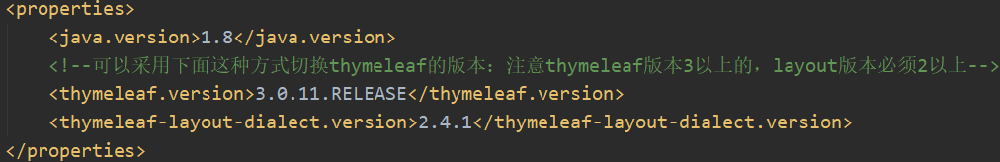 <properties>
<java.version>1.8</java.version>
<!--可以采用下面这种方式切换thymeleaf的版本：注意thymeleaf版本3以上的，layout版本必须2以上-->
<thymeleaf.version>3.0.11.RELEASE</thymeleaf.version>
<thymeleaf-layout-dialect.version>2.4.1</thymeleaf-layout-dialect.version>
</properties>